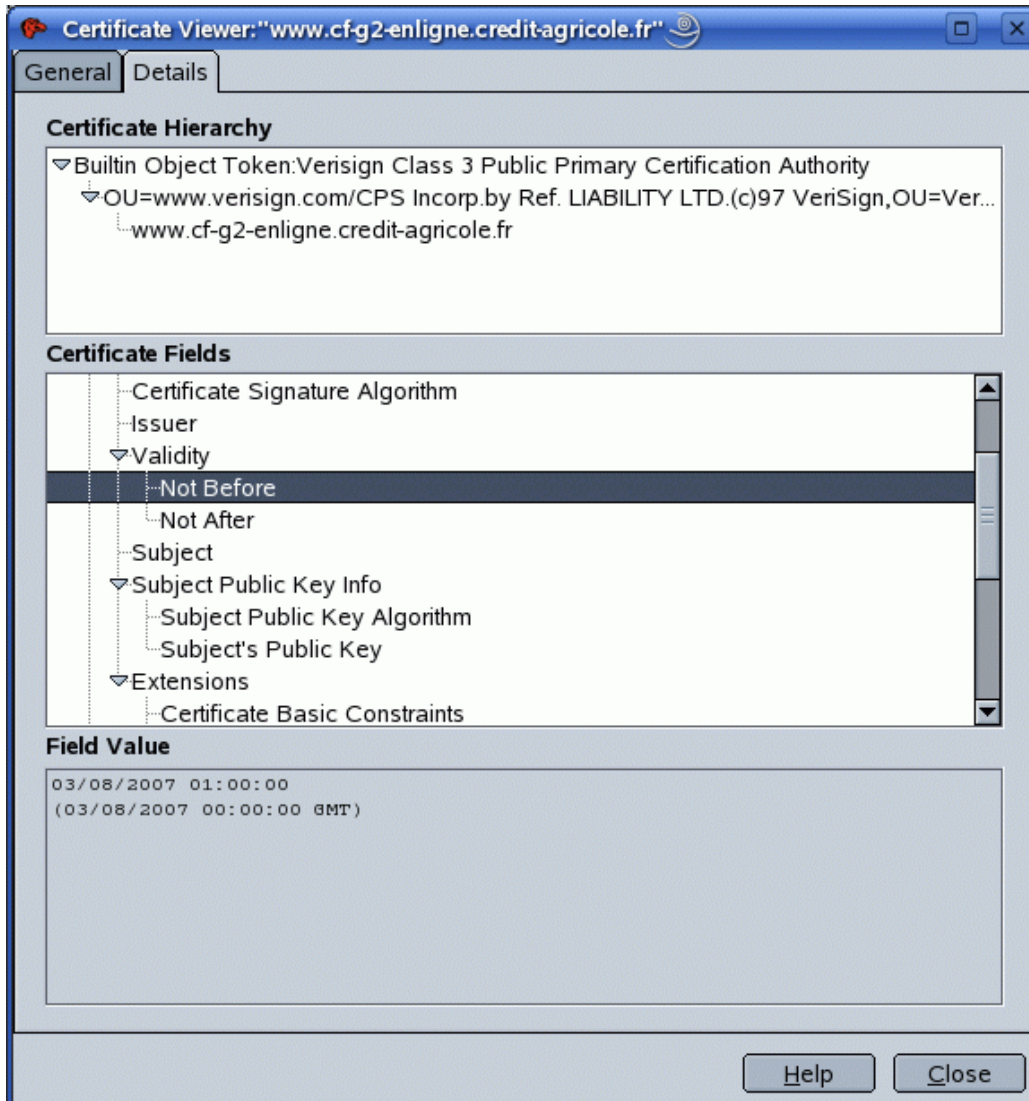 Certificate Viewer:"www.cf-g2-enligne.credit-agricole.fr"
General Details
Certificate Hierarchy
Builtin Object Token:Verisign Class 3 Public Primary Certification Authority
OU=www.verisign.com/CPS Incorp.by Ref. LIABILITY LTD.(c)97 VeriSign,OU=Ver...
www.cf-g2-enligne.credit-agricole.fr
Certificate Fields
Certificate Signature Algorithm
Issuer
Validity
Not Before
Not After
Subject
Subject Public Key Info
Subject Public Key Algorithm
Subject's Public Key
Extensions
Certificate Basic Constraints
Field Value
03/08/2007 01:00:00
(03/08/2007 00:00:00 GMT)
Help Close